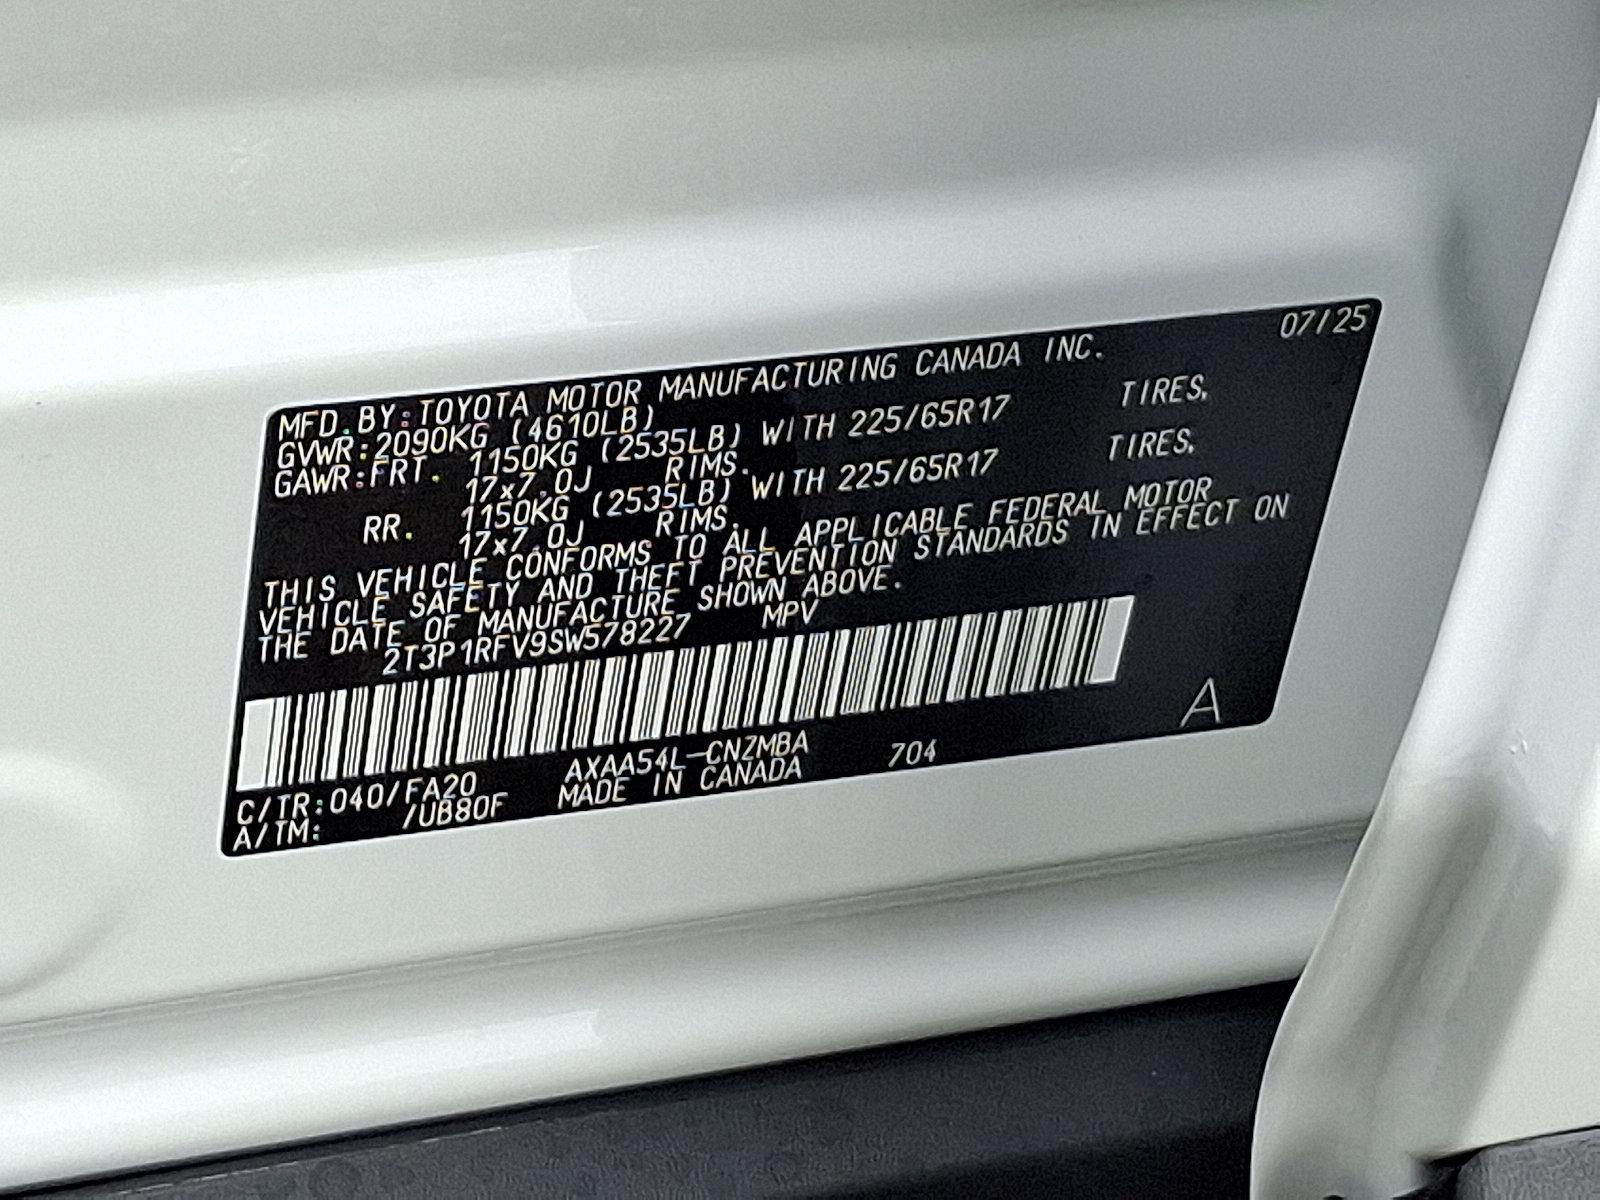 07/25
MFD. BY: TOYOTA MOTOR MANUFACTURING CANADA INC.
GVWR: 2090KG (4610LB)
GAWR: FRT. 1150KG (2535LB) WITH 225/65R17 TIRES,
17x7.0J RIMS.
RR. 1150KG (2535LB) WITH 225/65R17 TIRES,
17x7.0J RIMS.
THIS VEHICLE CONFORMS TO ALL APPLICABLE FEDERAL MOTOR
VEHICLE SAFETY AND THEFT PREVENTION STANDARDS IN EFFECT ON
THE DATE OF MANUFACTURE SHOWN ABOVE.
2T3P1RFV9SW578227 MPV
A
C/TR: 040/FA20 AXAA54L-CNZMBA 704
A/TM: /UB80F MADE IN CANADA